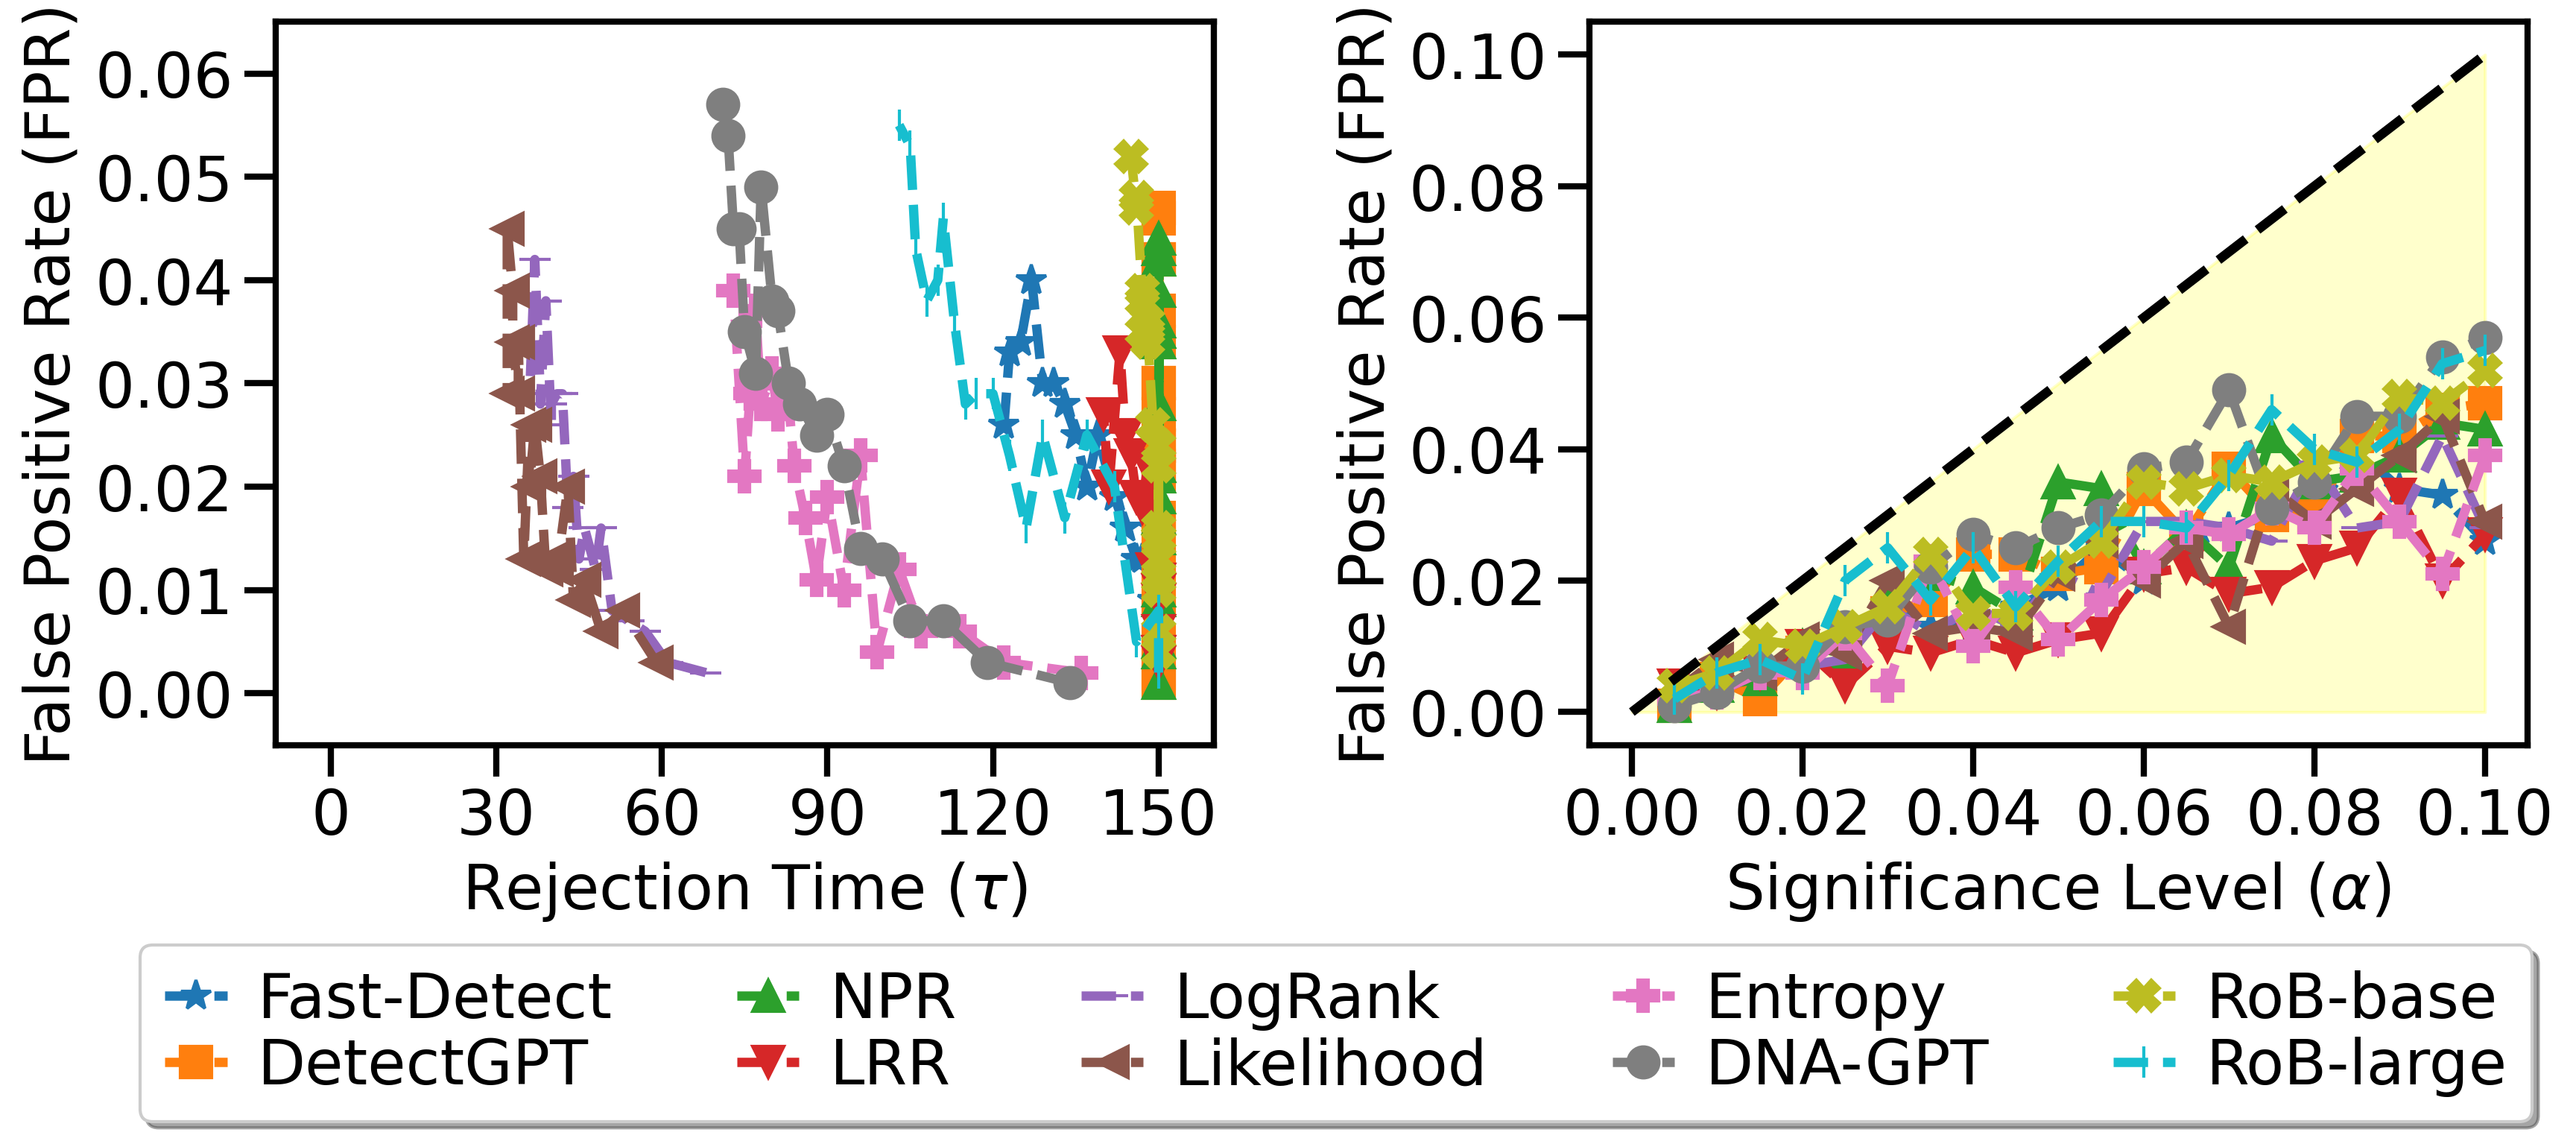 False Positive Rate (FPR)
0.06
0.05
0.04
0.03
0.02
0.01
0.00
0 30 60 90 120 150
Rejection Time (τ)
False Positive Rate (FPR)
0.10
0.08
0.06
0.04
0.02
0.00
0.00 0.02 0.04 0.06 0.08 0.10
Significance Level (α)
Fast-Detect NPR LogRank Entropy RoB-base
DetectGPT LRR Likelihood DNA-GPT RoB-large